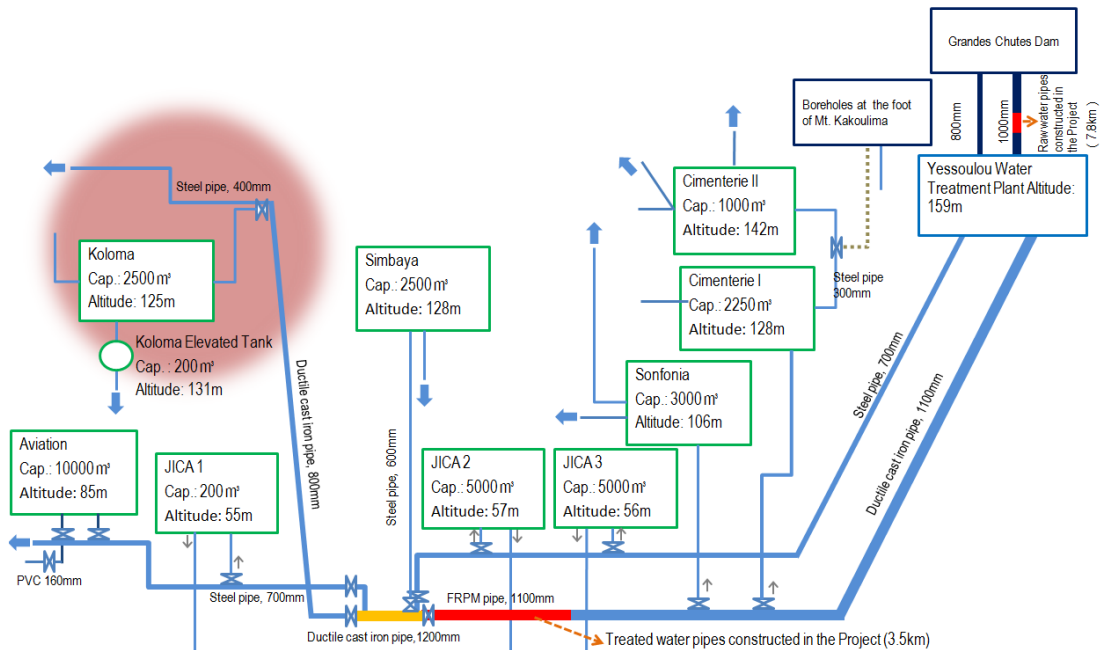 Grandes Chutes Dam
Boreholes at the foot
of Mt. Kakoulima
800mm
1000mm
Raw water pipes
constructed in
the Project
( 7.8km )
Yessoulou Water
Treatment Plant Altitude:
159m
Steel pipe, 400mm
Cimenterie II
Cap.: 1000m³
Altitude: 142m
Koloma
Cap.: 2500m³
Altitude: 125m
Simbaya
Cap.: 2500m³
Altitude: 128m
Steel pipe
300mm
Cimenterie I
Cap.: 2250m³
Altitude: 128m
Koloma Elevated Tank
Cap.: 200m³
Altitude: 131m
Sonfonia
Cap.: 3000m³
Altitude: 106m
Steel pipe, 700mm
Ductile cast iron pipe, 1100mm
Ductile cast iron pipe, 800mm
Steel pipe, 600mm
Aviation
Cap.: 10000m³
Altitude: 85m
JICA 1
Cap.: 200m³
Altitude: 55m
JICA 2
Cap.: 5000m³
Altitude: 57m
JICA 3
Cap.: 5000m³
Altitude: 56m
PVC 160mm
Steel pipe, 700mm
FRPM pipe, 1100mm
Ductile cast iron pipe, 1200mm
Treated water pipes constructed in the Project (3.5km)